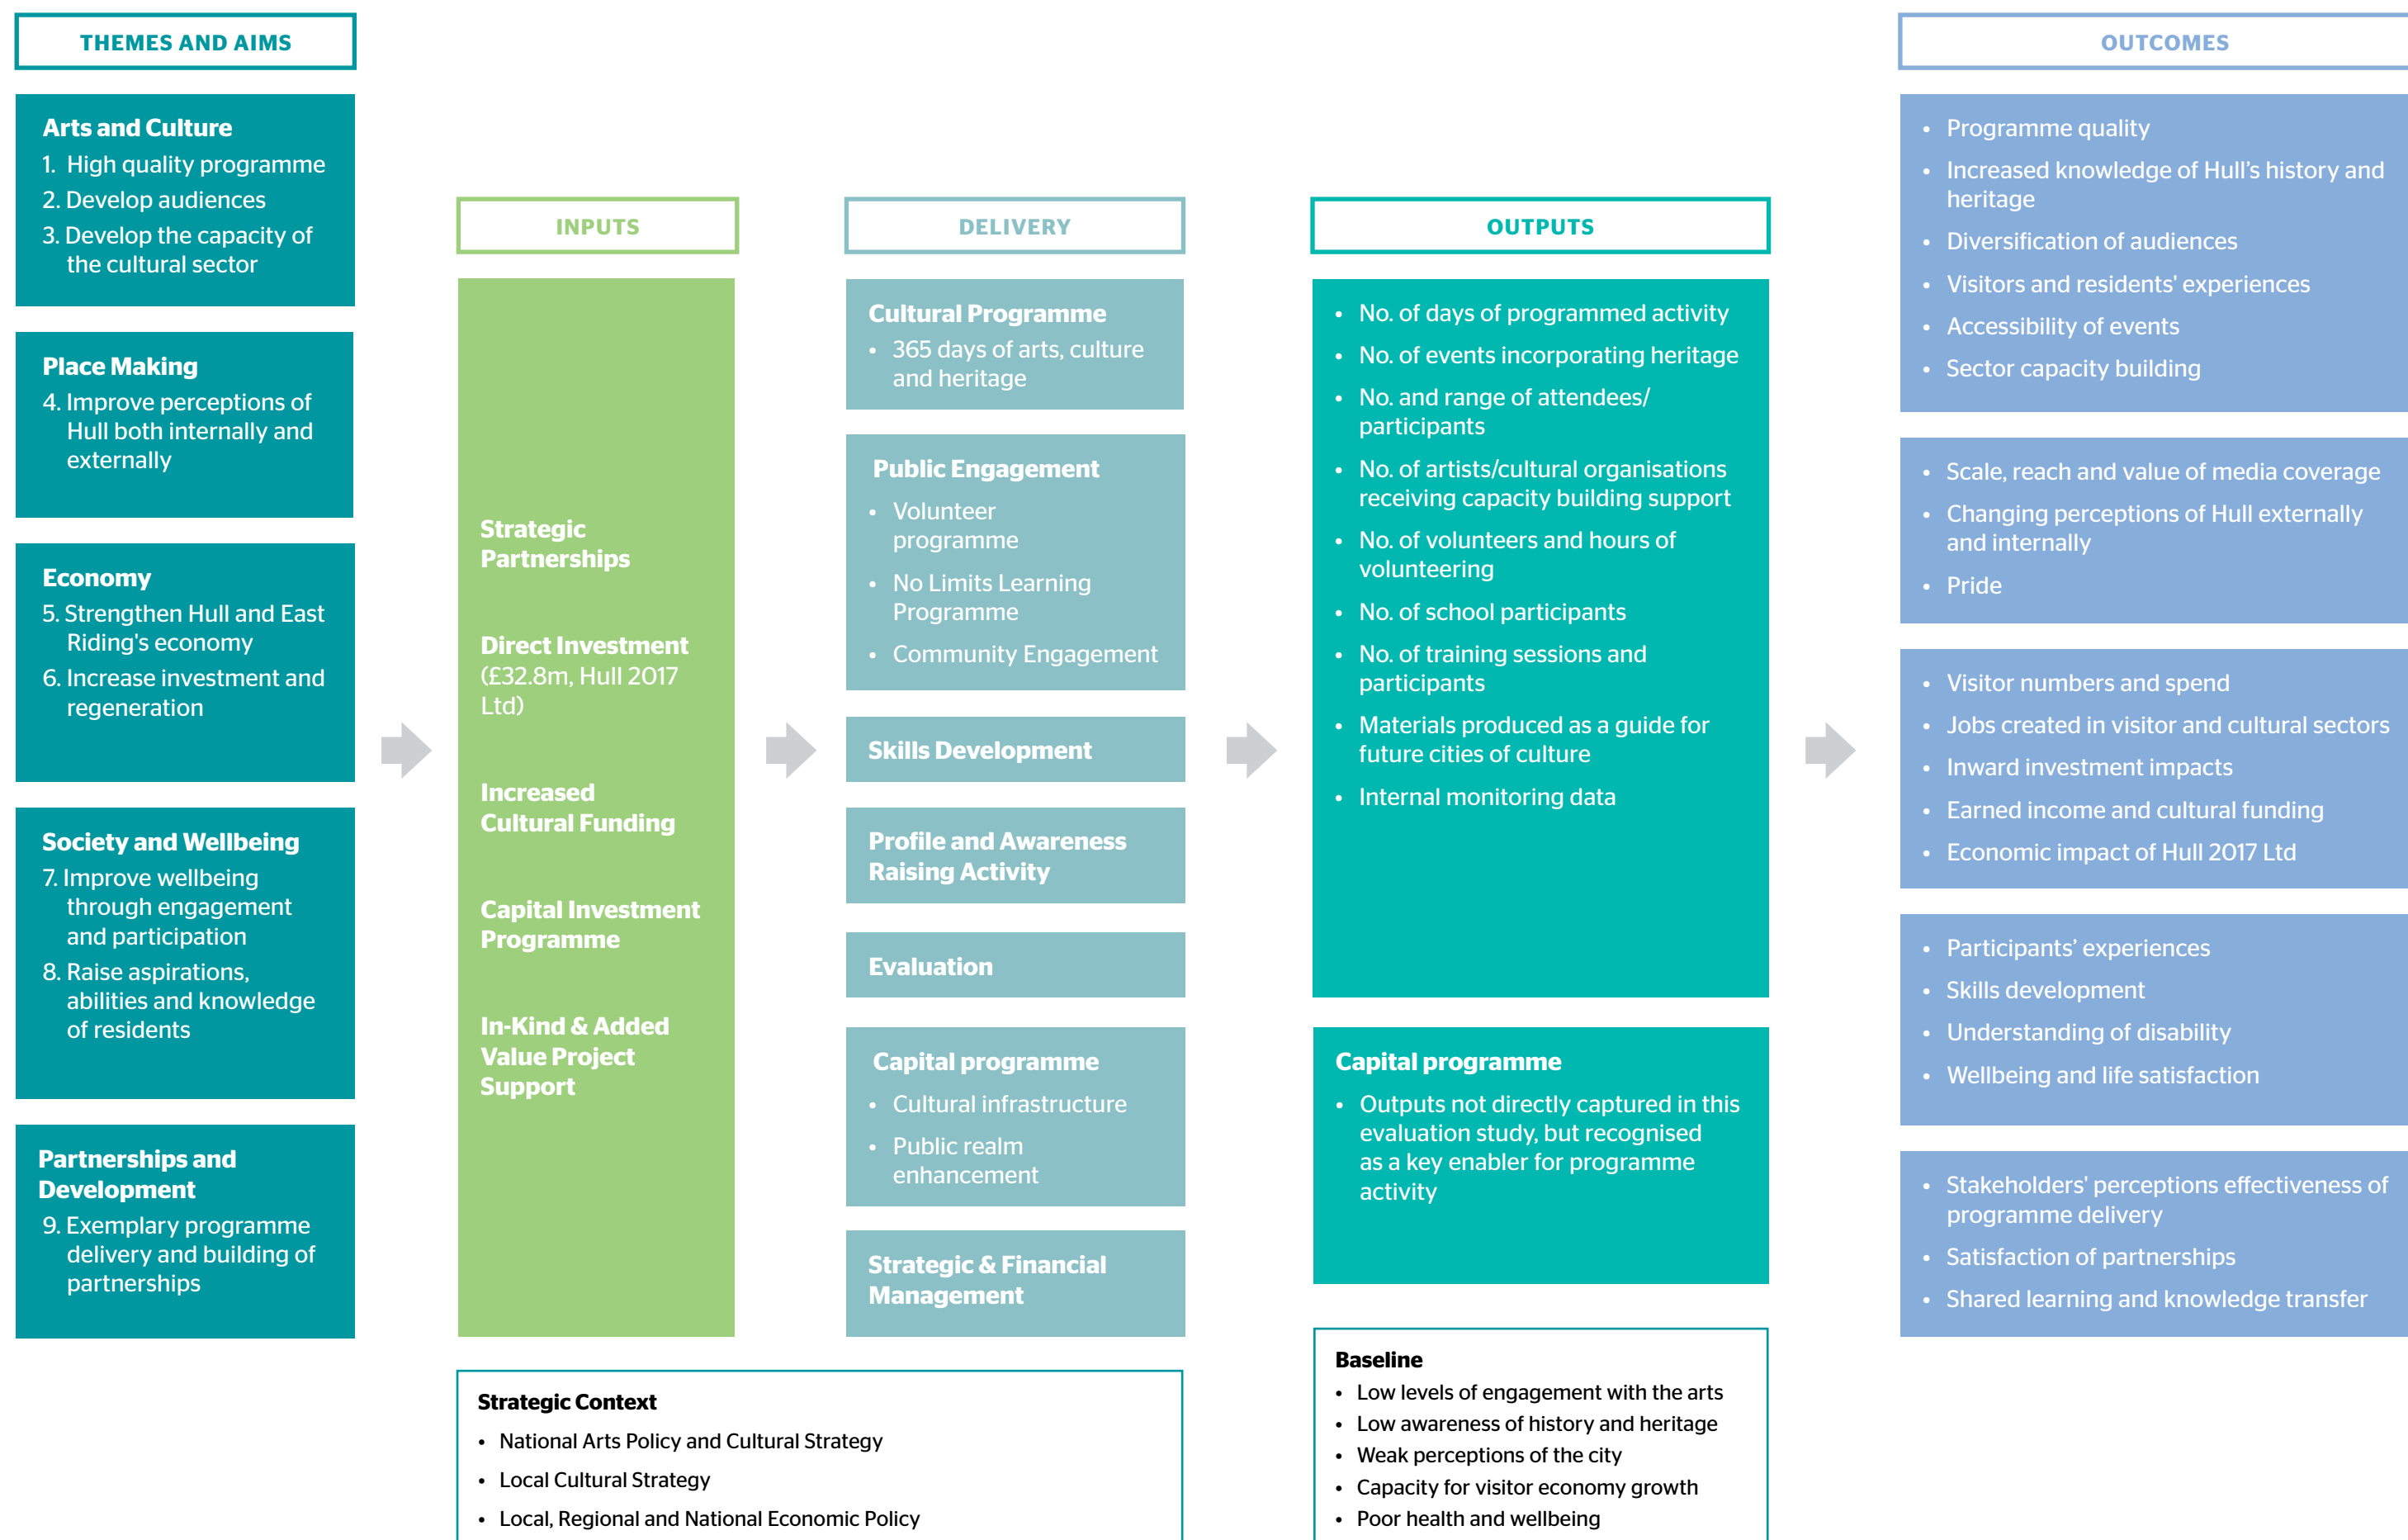 THEMES AND AIMS
Arts and Culture
1. High quality programme
2. Develop audiences
3. Develop the capacity of
the cultural sector
Place Making
4. Improve perceptions of
Hull both internally and
externally
Economy
5. Strengthen Hull and East
Riding's economy
6. Increase investment and
regeneration
Society and Wellbeing
7. Improve wellbeing
through engagement
and participation
8. Raise aspirations,
abilities and knowledge
of residents
Partnerships and
Development
9. Exemplary programme
delivery and building of
partnerships
INPUTS
Strategic
Partnerships
Direct Investment
(£32.8m, Hull 2017
Ltd)
Increased
Cultural Funding
Capital Investment
Programme
In-Kind & Added
Value Project
Support
DELIVERY
Cultural Programme
• 365 days of arts, culture
and heritage
Public Engagement
• Volunteer
programme
• No Limits Learning
Programme
• Community Engagement
Skills Development
Profile and Awareness
Raising Activity
Evaluation
Capital programme
• Cultural infrastructure
• Public realm
enhancement
Strategic & Financial
Management
Strategic Context
• National Arts Policy and Cultural Strategy
• Local Cultural Strategy
• Local, Regional and National Economic Policy
OUTPUTS
• No. of days of programmed activity
• No. of events incorporating heritage
• No. and range of attendees/
participants
• No. of artists/cultural organisations
receiving capacity building support
• No. of volunteers and hours of
volunteering
• No. of school participants
• No. of training sessions and
participants
• Materials produced as a guide for
future cities of culture
• Internal monitoring data
Capital programme
• Outputs not directly captured in this
evaluation study, but recognised
as a key enabler for programme
activity
Baseline
• Low levels of engagement with the arts
• Low awareness of history and heritage
• Weak perceptions of the city
• Capacity for visitor economy growth
• Poor health and wellbeing
OUTCOMES
• Programme quality
• Increased knowledge of Hull's history and
heritage
• Diversification of audiences
• Visitors and residents' experiences
• Accessibility of events
• Sector capacity building
• Scale, reach and value of media coverage
• Changing perceptions of Hull externally
and internally
• Pride
• Visitor numbers and spend
• Jobs created in visitor and cultural sectors
• Inward investment impacts
• Earned income and cultural funding
• Economic impact of Hull 2017 Ltd
• Participants’ experiences
• Skills development
• Understanding of disability
• Wellbeing and life satisfaction
• Stakeholders' perceptions effectiveness of
programme delivery
• Satisfaction of partnerships
• Shared learning and knowledge transfer